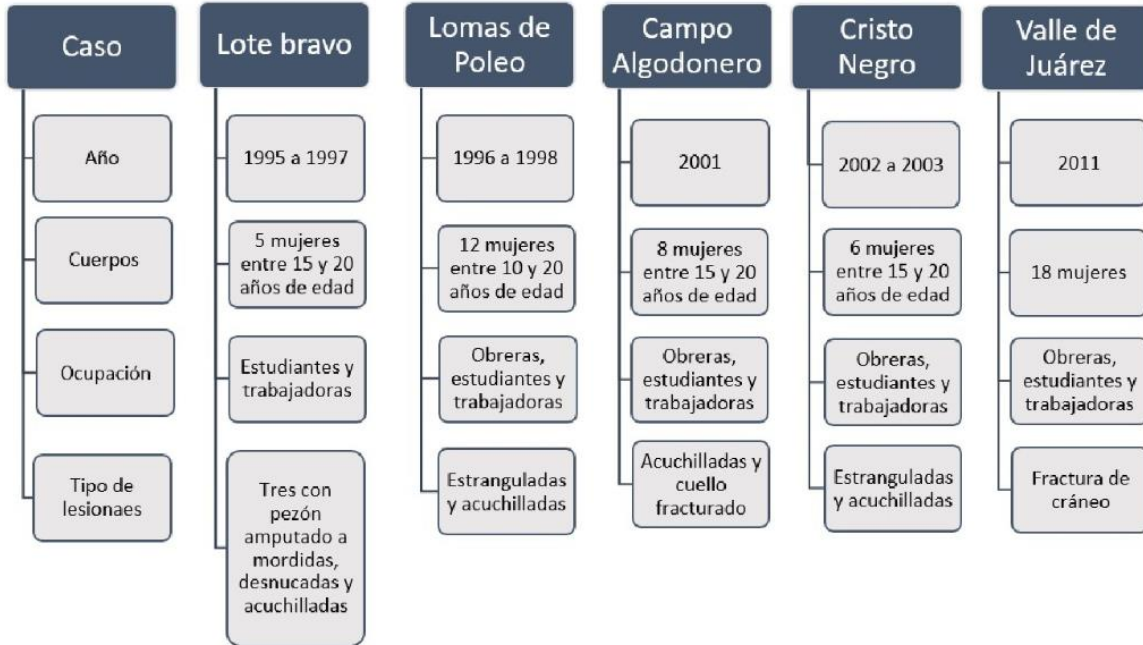 Caso
Año
Cuerpos
Ocupación
Tipo de
lesionaes
Lote bravo
1995 a 1997
5 mujeres
entre 15 y 20
años de edad
Estudiantes y
trabajadoras
Tres con
pezón
amputado a
mordidas,
desnucadas y
acuchilladas
Lomas de
Poleo
1996 a 1998
12 mujeres
entre 10 y 20
años de edad
Obreras,
estudiantes y
trabajadoras
Estranguladas
y acuchilladas
Campo
Algodonero
2001
8 mujeres
entre 15 y 20
años de edad
Obreras,
estudiantes y
trabajadoras
Acuchilladas y
cuello
fracturado
Cristo
Negro
2002 a 2003
6 mujeres
entre 15 y 20
años de edad
Obreras,
estudiantes y
trabajadoras
Estranguladas
y acuchilladas
Valle de
Juárez
2011
18 mujeres
Obreras,
estudiantes y
trabajadoras
Fractura de
cráneo